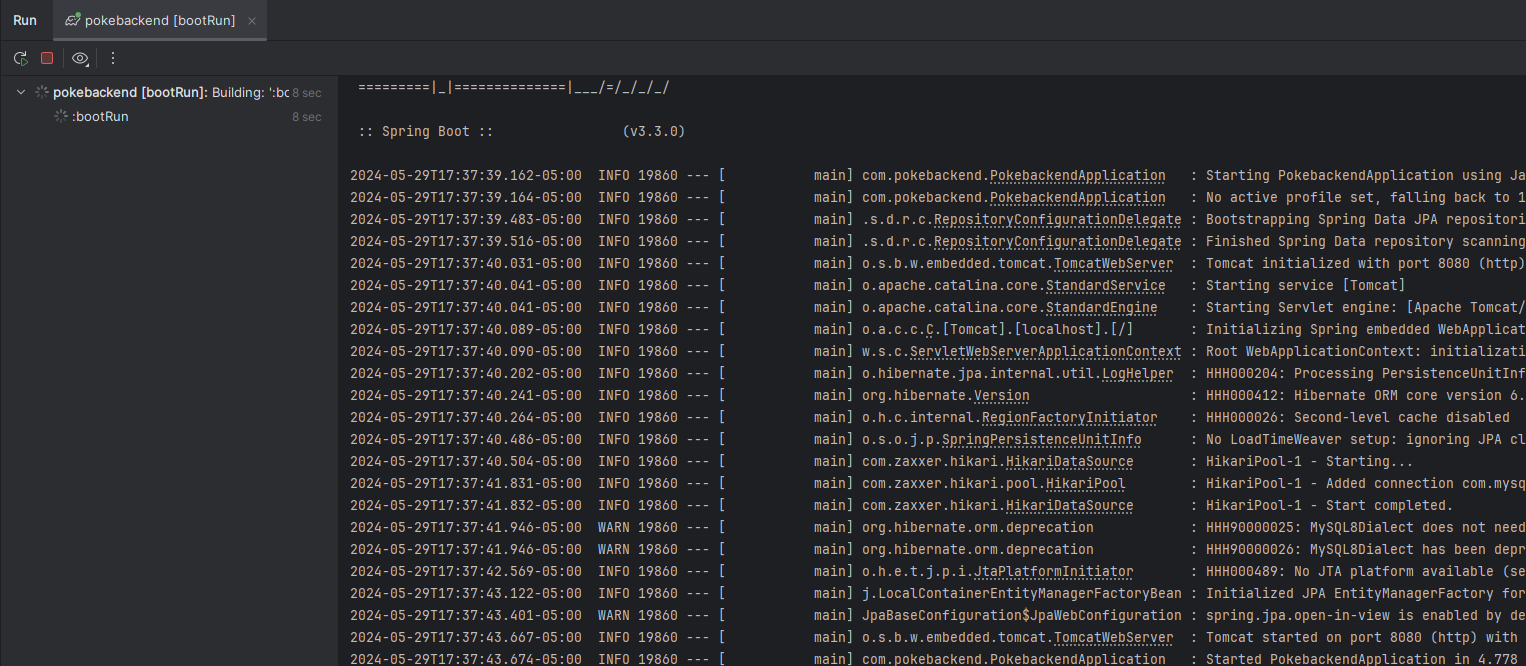 Run pokebackend [bootRun]
pokebackend [bootRun]: Building: ':bc 8 sec
:bootRun 8 sec
=========|_|==============|___/=/_/_/_/
:: Spring Boot :: (v3.3.0)
2024-05-29T17:37:39.162-05:00 INFO 19860 --- [ main] com.pokebackend.PokebackendApplication : Starting PokebackendApplication using Ja
2024-05-29T17:37:39.164-05:00 INFO 19860 --- [ main] com.pokebackend.PokebackendApplication : No active profile set, falling back to 1
2024-05-29T17:37:39.483-05:00 INFO 19860 --- [ main] .s.d.r.c.RepositoryConfigurationDelegate : Bootstrapping Spring Data JPA repositori
2024-05-29T17:37:39.516-05:00 INFO 19860 --- [ main] .s.d.r.c.RepositoryConfigurationDelegate : Finished Spring Data repository scanning
2024-05-29T17:37:40.031-05:00 INFO 19860 --- [ main] o.s.b.w.embedded.tomcat.TomcatWebServer : Tomcat initialized with port 8080 (http)
2024-05-29T17:37:40.041-05:00 INFO 19860 --- [ main] o.apache.catalina.core.StandardService : Starting service [Tomcat]
2024-05-29T17:37:40.041-05:00 INFO 19860 --- [ main] o.apache.catalina.core.StandardEngine : Starting Servlet engine: [Apache Tomcat/
2024-05-29T17:37:40.089-05:00 INFO 19860 --- [ main] o.a.c.c.C.[Tomcat].[localhost].[/] : Initializing Spring embedded WebApplicat
2024-05-29T17:37:40.090-05:00 INFO 19860 --- [ main] w.s.c.ServletWebServerApplicationContext : Root WebApplicationContext: initializati
2024-05-29T17:37:40.202-05:00 INFO 19860 --- [ main] o.hibernate.jpa.internal.util.LogHelper : HHH000204: Processing PersistenceUnitInf
2024-05-29T17:37:40.241-05:00 INFO 19860 --- [ main] org.hibernate.Version : HHH000412: Hibernate ORM core version 6.
2024-05-29T17:37:40.264-05:00 INFO 19860 --- [ main] o.h.c.internal.RegionFactoryInitiator : HHH000026: Second-level cache disabled
2024-05-29T17:37:40.486-05:00 INFO 19860 --- [ main] o.s.o.j.p.SpringPersistenceUnitInfo : No LoadTimeWeaver setup: ignoring JPA cl
2024-05-29T17:37:40.504-05:00 INFO 19860 --- [ main] com.zaxxer.hikari.HikariDataSource : HikariPool-1 - Starting...
2024-05-29T17:37:41.831-05:00 INFO 19860 --- [ main] com.zaxxer.hikari.pool.HikariPool : HikariPool-1 - Added connection com.mysq
2024-05-29T17:37:41.832-05:00 INFO 19860 --- [ main] com.zaxxer.hikari.HikariDataSource : HikariPool-1 - Start completed.
2024-05-29T17:37:41.946-05:00 WARN 19860 --- [ main] org.hibernate.orm.deprecation : HHH90000025: MySQL8Dialect does not need
2024-05-29T17:37:41.946-05:00 WARN 19860 --- [ main] org.hibernate.orm.deprecation : HHH90000026: MySQL8Dialect has been depr
2024-05-29T17:37:42.569-05:00 INFO 19860 --- [ main] o.h.e.t.j.p.i.JtaPlatformInitiator : HHH000489: No JTA platform available (se
2024-05-29T17:37:43.122-05:00 INFO 19860 --- [ main] j.LocalContainerEntityManagerFactoryBean : Initialized JPA EntityManagerFactory for
2024-05-29T17:37:43.401-05:00 WARN 19860 --- [ main] JpaBaseConfiguration$JpaWebConfiguration : spring.jpa.open-in-view is enabled by de
2024-05-29T17:37:43.667-05:00 INFO 19860 --- [ main] o.s.b.w.embedded.tomcat.TomcatWebServer : Tomcat started on port 8080 (http) with
2024-05-29T17:37:43.674-05:00 INFO 19860 --- [ main] com.pokebackend.PokebackendApplication : Started PokebackendApplication in 4.778